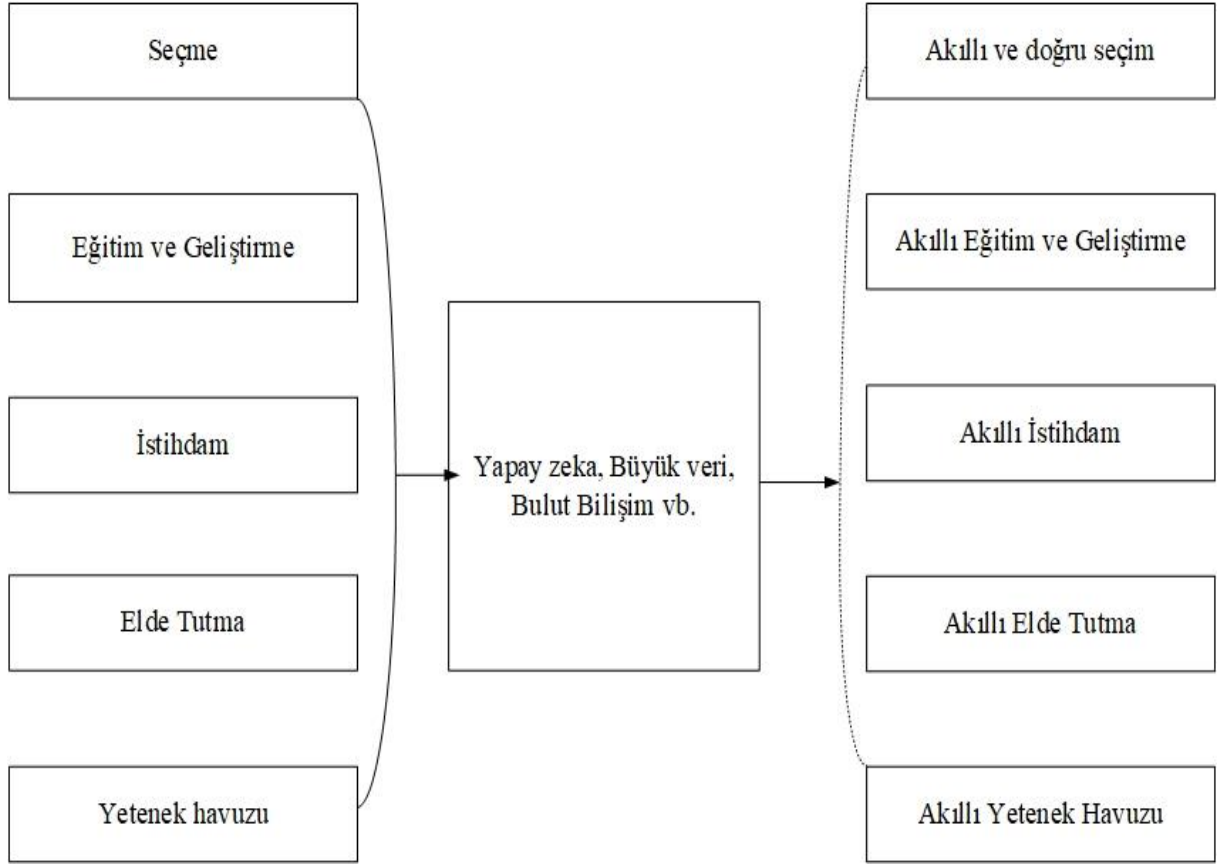 Seçme
Eğitim ve Geliştirme
İstihdam
Elde Tutma
Yetenek havuzu
Yapay zeka, Büyük veri,
Bulut Bilişim vb.
Akıllı ve doğru seçim
Akıllı Eğitim ve Geliştirme
Akıllı İstihdam
Akıllı Elde Tutma
Akıllı Yetenek Havuzu